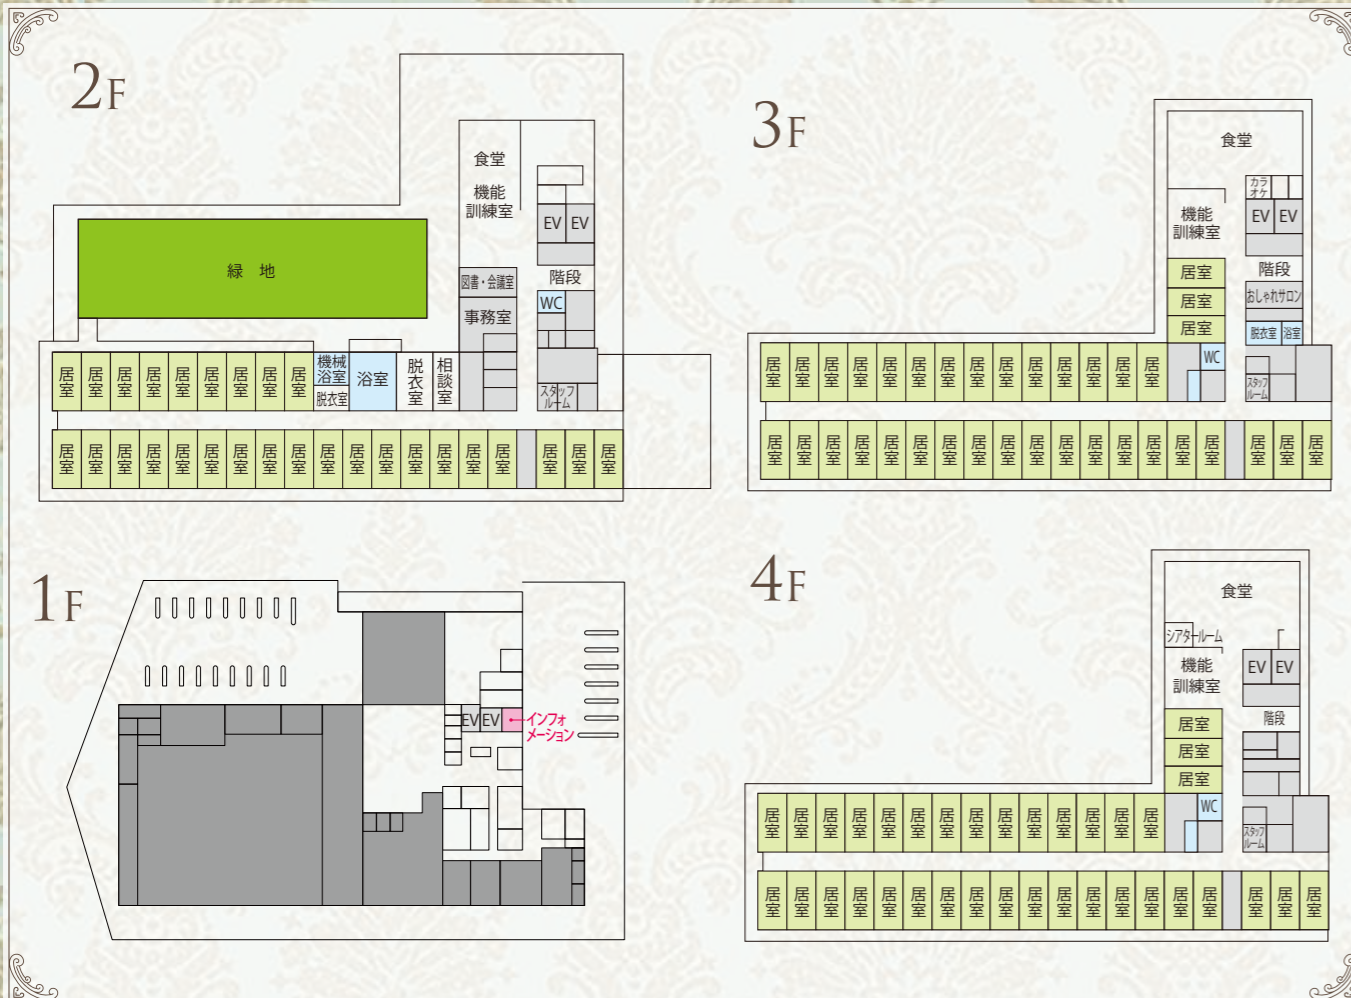 2F
食堂
機能
訓練室
EV EV
緑 地
階段
図書・会議室
WC
事務室
居室 居室 居室 居室 居室 居室 居室 居室 居室
機械
浴室
脱衣室
浴室
脱衣室
相談室
スタッフ
ルーム
居室 居室 居室 居室 居室 居室 居室 居室 居室 居室 居室 居室 居室 居室 居室 居室 居室 居室 居室
3F
食堂
カラ
オケ
機能
訓練室
EV EV
居室
階段
居室
おしゃれサロン
居室
脱衣室 浴室
居室 居室 居室 居室 居室 居室 居室 居室 居室 居室 居室 居室 居室 居室
WC
スタッフ
ルーム
居室 居室 居室 居室 居室 居室 居室 居室 居室 居室 居室 居室 居室 居室 居室 居室 居室 居室 居室
1F
EV EV
インフォ
メーション
4F
食堂
シアタールーム
機能
訓練室
EV EV
居室
階段
居室
居室
居室 居室 居室 居室 居室 居室 居室 居室 居室 居室 居室 居室 居室 居室
WC
スタッフ
ルーム
居室 居室 居室 居室 居室 居室 居室 居室 居室 居室 居室 居室 居室 居室 居室 居室 居室 居室 居室